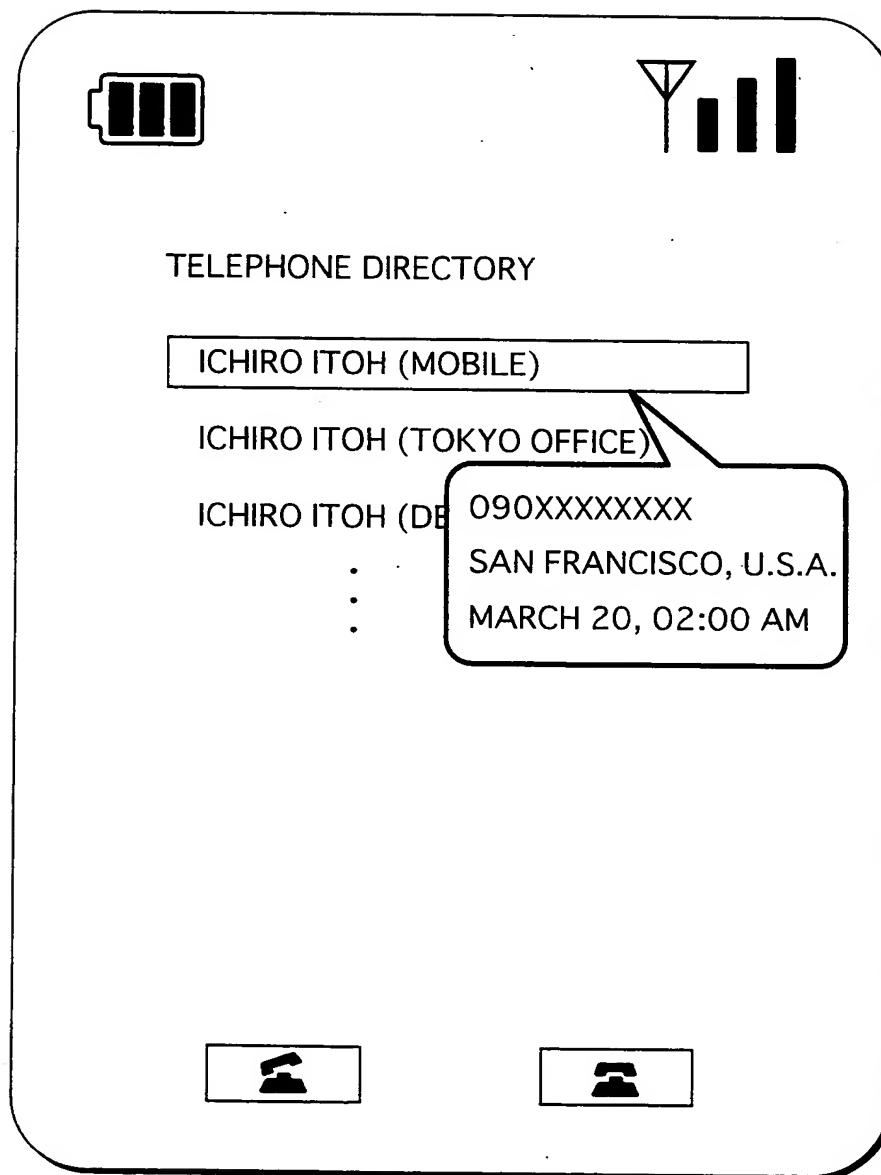 TELEPHONE DIRECTORY
ICHIRO ITOH (MOBILE)
ICHIRO ITOH (TOKYO OFFICE)
ICHIRO ITOH (DE
090XXXXXXXX
SAN FRANCISCO, U.S.A.
MARCH 20, 02:00 AM